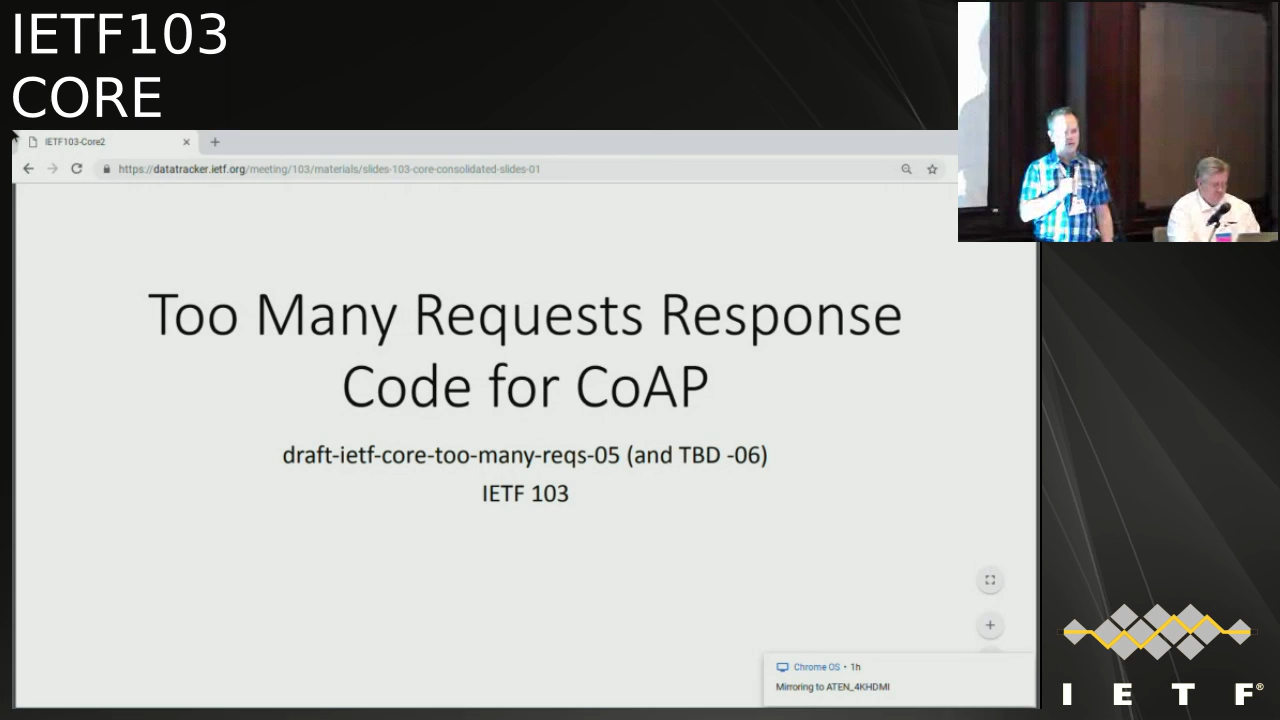 IETF103
CORE
IETF103-Core2
https://datatracker.ietf.org/meeting/103/materials/slides-103-core-consolidated-slides-01
Too Many Requests Response
Code for CoAP
draft-ietf-core-too-many-reqs-05 (and TBD -06)
IETF 103
Chrome OS • 1h
Mirroring to ATEN_4KHDMI
I E T F®